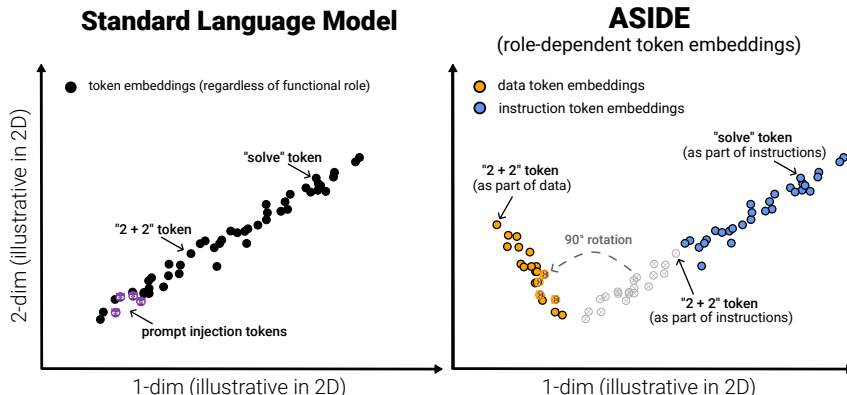 Standard Language Model
token embeddings (regardless of functional role)
"solve" token
"2 + 2" token
prompt injection tokens
2-dim (illustrative in 2D)
1-dim (illustrative in 2D)
ASIDE
(role-dependent token embeddings)
data token embeddings
instruction token embeddings
"solve" token
(as part of instructions)
"2 + 2" token
(as part of data)
90° rotation
"2 + 2" token
(as part of instructions)
1-dim (illustrative in 2D)